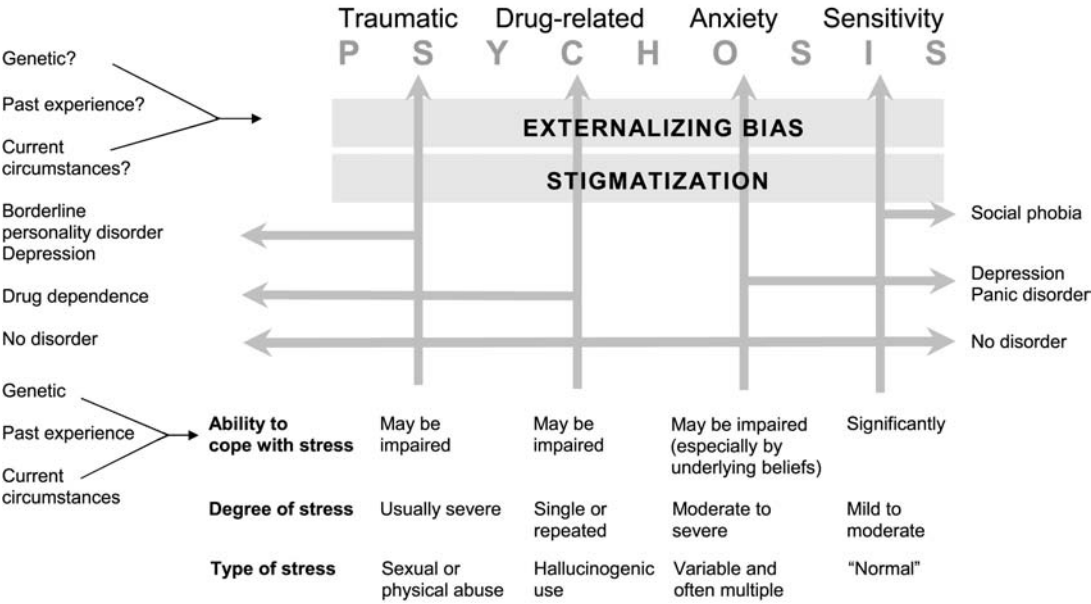 Traumatic Drug-related Anxiety Sensitivity
P S Y C H O S I S
Genetic?
Past experience?
Current
circumstances?
EXTERNALIZING BIAS
STIGMATIZATION
Borderline
personality disorder
Depression
Social phobia
Drug dependence
Depression
Panic disorder
No disorder
No disorder
Genetic
Past experience
Current
circumstances
Ability to
cope with stress
May be
impaired
May be
impaired
May be impaired
(especially by
underlying beliefs)
Significantly
Degree of stress
Usually severe
Single or
repeated
Moderate to
severe
Mild to
moderate
Type of stress
Sexual or
physical abuse
Hallucinogenic
use
Variable and
often multiple
“Normal”